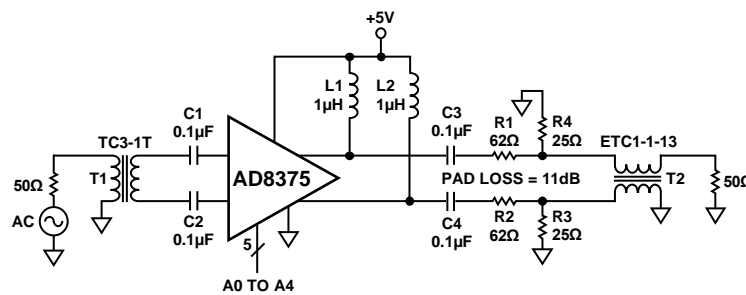 +5V
L1
1µH
L2
1µH
C1
0.1µF
C3
0.1µF
R1
62Ω
R4
25Ω
TC3-1T
ETC1-1-13
50Ω
T1
AD8375
PAD LOSS = 11dB
T2
50Ω
AC
C2
0.1µF
C4
0.1µF
R2
62Ω
R3
25Ω
5
A0 TO A4